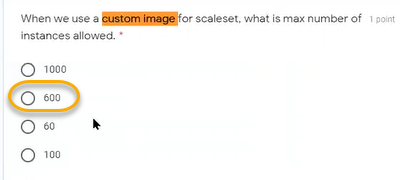 When we use a custom image for scaleset, what is max number of 1 point
instances allowed. *
1000
600
60
100